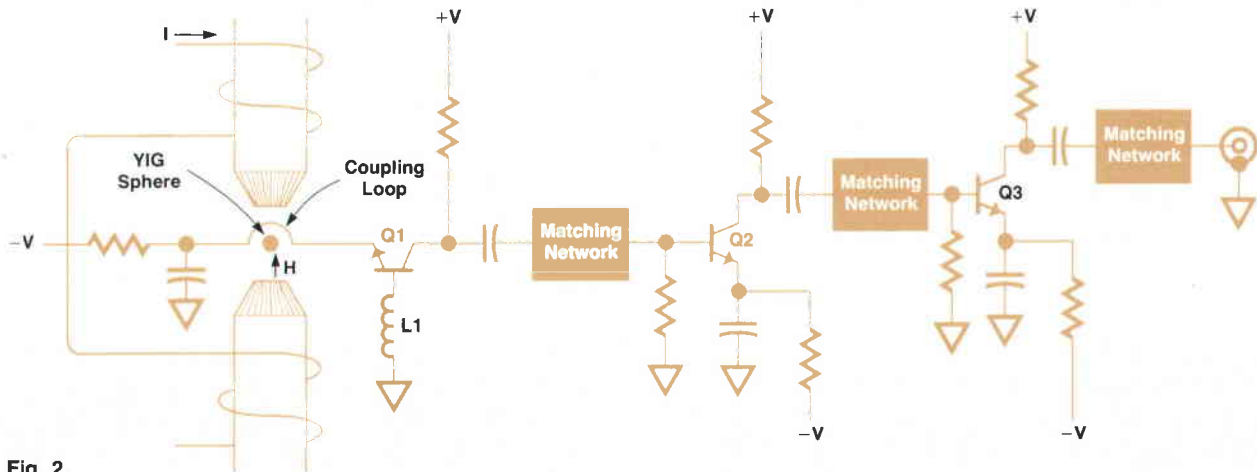 +V
+V
+V
I
YIG
Sphere
Coupling
Loop
Matching
Network
Matching
Network
Q3
–V
Q1
Matching
Network
Q2
H
L1
–V
–V
Fig. 2